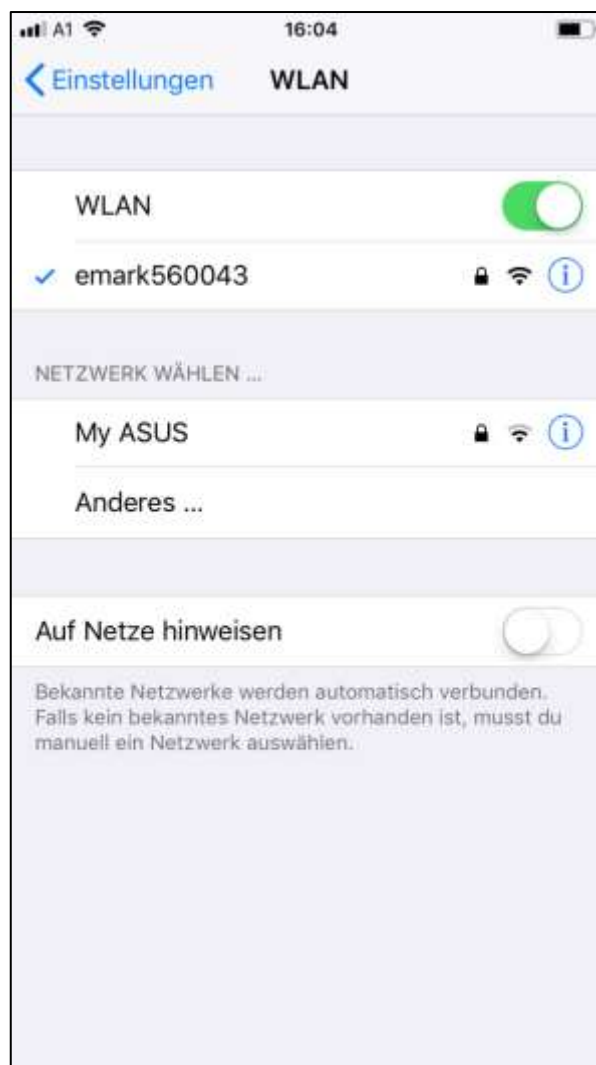 A1 16:04
Einstellungen WLAN
WLAN
emark560043
NETZWERK WÄHLEN ...
My ASUS
Anderes ...
Auf Netze hinweisen
Bekannte Netzwerke werden automatisch verbunden.
Falls kein bekanntes Netzwerk vorhanden ist, musst du
manuell ein Netzwerk auswählen.